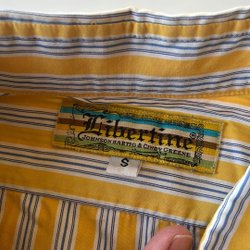 Libertine
JOHNSON HARTIG & CINDY GREENE
S